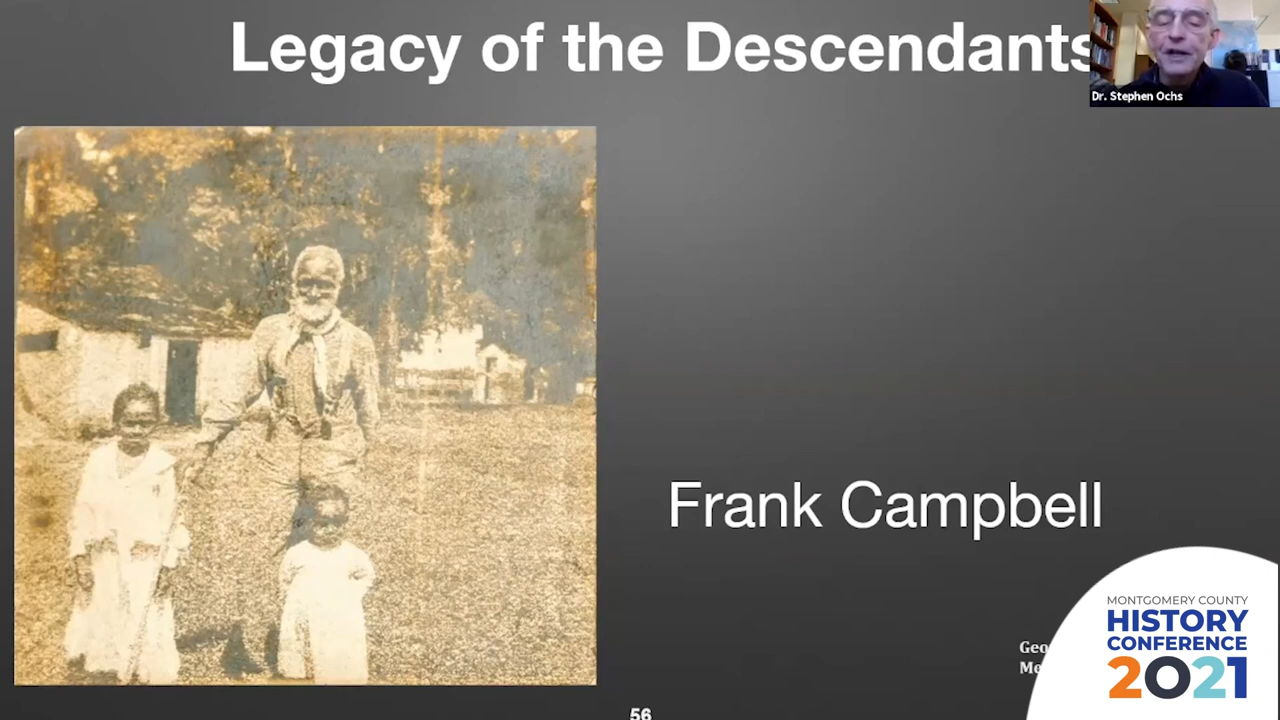 Legacy of the Descendants
Dr. Stephen Ochs
Frank Campbell
MONTGOMERY COUNTY
HISTORY
CONFERENCE
2021
56